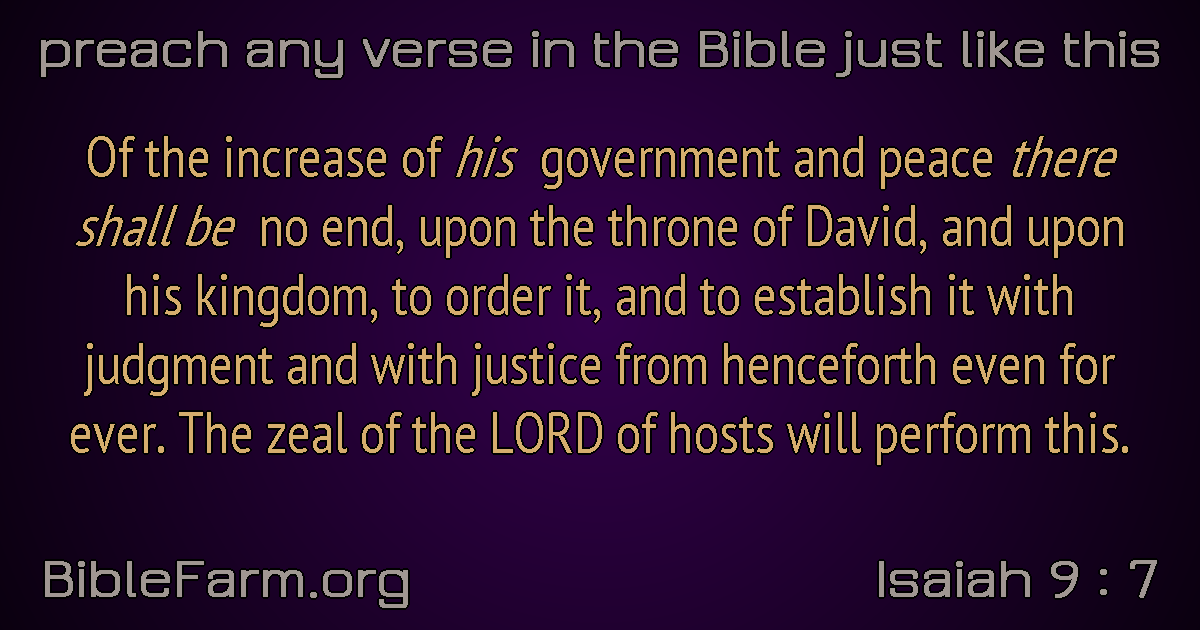 preach any verse in the Bible just like this
Of the increase of his government and peace there
shall be no end, upon the throne of David, and upon
his kingdom, to order it, and to establish it with
judgment and with justice from henceforth even for
ever. The zeal of the LORD of hosts will perform this.
BibleFarm.org
Isaiah 9 : 7